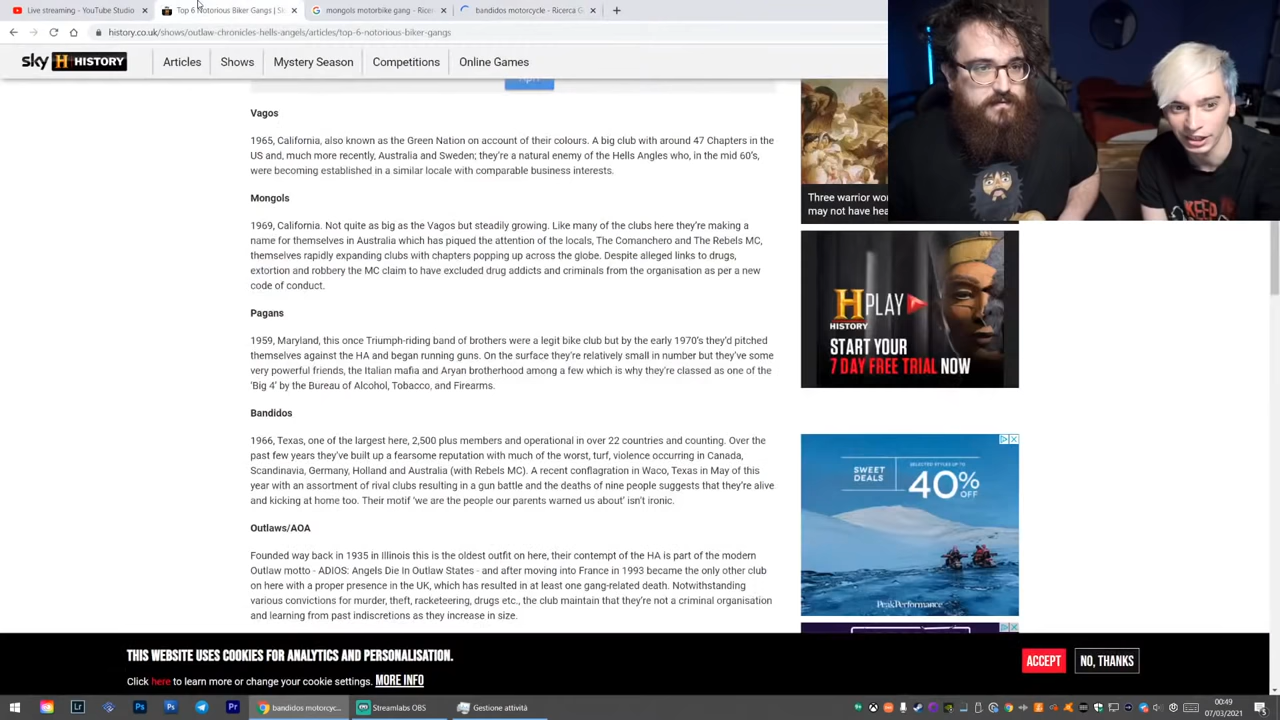 Live streaming - YouTube Studio
Top 6 Notorious Biker Gangs | Sk
mongols motorbike gang - Ricer
bandidos motorcycle - Ricerca G
history.co.uk/shows/outlaw-chronicles-hells-angels/articles/top-6-notorious-biker-gangs
sky HISTORY Articles Shows Mystery Season Competitions Online Games
Vagos
1965, California, also known as the Green Nation on account of their colours. A big club with around 47 Chapters in the
US and, much more recently, Australia and Sweden; they're a natural enemy of the Hells Angles who, in the mid 60's,
were becoming established in a similar locale with comparable business interests.
Mongols
1969, California. Not quite as big as the Vagos but steadily growing. Like many of the clubs here they're making a
name for themselves in Australia which has piqued the attention of the locals, The Comanchero and The Rebels MC,
themselves rapidly expanding clubs with chapters popping up across the globe. Despite alleged links to drugs,
extortion and robbery the MC claim to have excluded drug addicts and criminals from the organisation as per a new
code of conduct.
Pagans
1959, Maryland, this once Triumph-riding band of brothers were a legit bike club but by the early 1970's they'd pitched
themselves against the HA and began running guns. On the surface they're relatively small in number but they've some
very powerful friends, the Italian mafia and Aryan brotherhood among a few which is why they're classed as one of the
'Big 4' by the Bureau of Alcohol, Tobacco, and Firearms.
Bandidos
1966, Texas, one of the largest here, 2,500 plus members and operational in over 22 countries and counting. Over the
past few years they've built up a fearsome reputation with much of the worst, turf, violence occurring in Canada,
Scandinavia, Germany, Holland and Australia (with Rebels MC). A recent conflagration in Waco, Texas in May of this
year with an assortment of rival clubs resulting in a gun battle and the deaths of nine people suggests that they're alive
and kicking at home too. Their motif 'we are the people our parents warned us about' isn't ironic.
Outlaws/AOA
Founded way back in 1935 in Illinois this is the oldest outfit on here, their contempt of the HA is part of the modern
Outlaw motto - ADIOS: Angels Die In Outlaw States - and after moving into France in 1993 became the only other club
on here with a proper presence in the UK, which has resulted in at least one gang-related death. Notwithstanding
various convictions for murder, theft, racketeering, drugs etc., the club maintain that they're not a criminal organisation
and learning from past indiscretions as they increase in size.
Three warrior wo
may not have hea
H PLAY
HISTORY
START YOUR
7 DAY FREE TRIAL NOW
SWEET
DEALS
SELECTED STYLES UP TO
40%
OFF
PeakPerformance
KEEP
THIS WEBSITE USES COOKIES FOR ANALYTICS AND PERSONALISATION.
Click here to learn more or change your cookie settings. MORE INFO
ACCEPT
NO, THANKS
bandidos motorcyc...
Streamlabs OBS
Gestione attività
00:49
07/03/2021
5